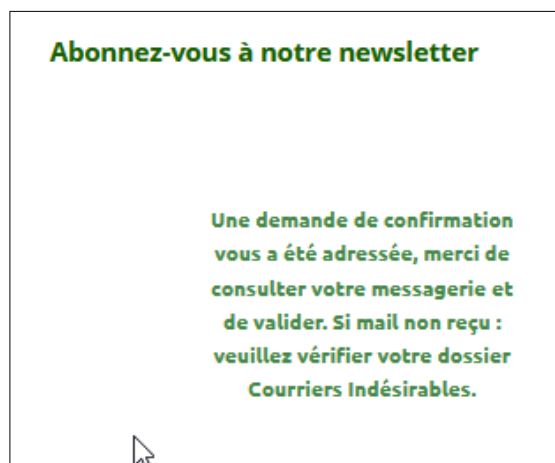 Abonnez-vous à notre newsletter
Une demande de confirmation
vous a été adressée, merci de
consulter votre messagerie et
de valider. Si mail non reçu :
veuillez vérifier votre dossier
Courriers Indésirables.